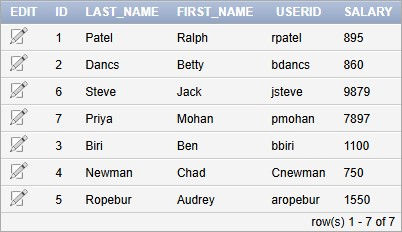 EDIT ID LAST_NAME FIRST_NAME USERID SALARY
1 Patel Ralph rpatel 895
2 Dancs Betty bdancs 860
6 Steve Jack jsteve 9879
7 Priya Mohan pmohan 7897
3 Biri Ben bbiri 1100
4 Newman Chad Cnewman 750
5 Ropebur Audrey aropebur 1550
row(s) 1 - 7 of 7